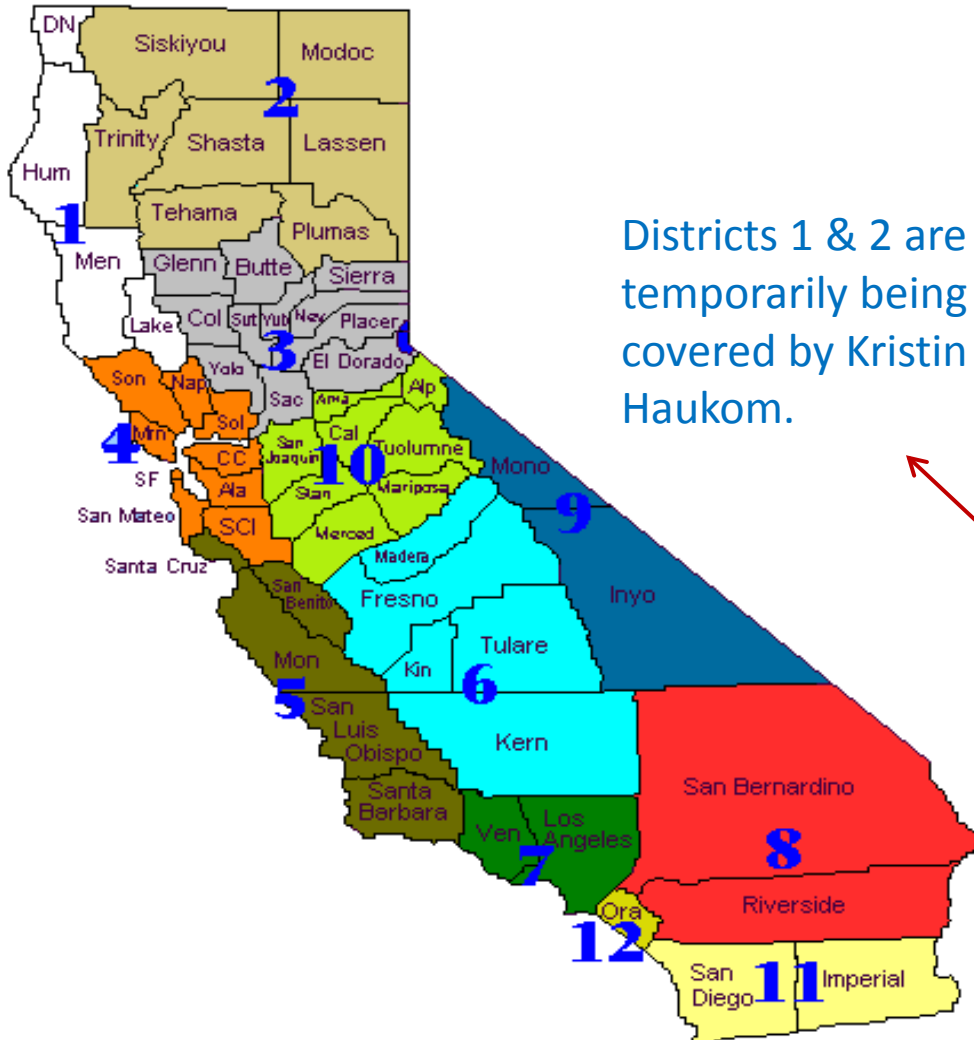 DN
Siskiyou
Modoc
2
Trinity
Shasta
Lassen
Hum
Tehama
Plumas
1
Men
Glenn
Butte
Sierra
Lake
Col
Sut
Yub
Nev
Placer
3
El Dorado
Yolo
Sac
Son
Nap
Sol
Ama
Alp
Mrn
4
CC
San
Joaquin
Cal
10
Tuolumne
SF
Ala
Stan
Mariposa
Mono
9
San Mateo
SCl
Merced
Santa Cruz
Madera
San
Benito
Fresno
Inyo
Mon
Kin
Tulare
5
6
San
Luis
Obispo
Kern
Santa
Barbara
San Bernardino
Ven
Los
Angeles
7
8
Ora
Riverside
12
San
Diego
11
Imperial
Districts 1 & 2 are
temporarily being
covered by Kristin
Haukom.